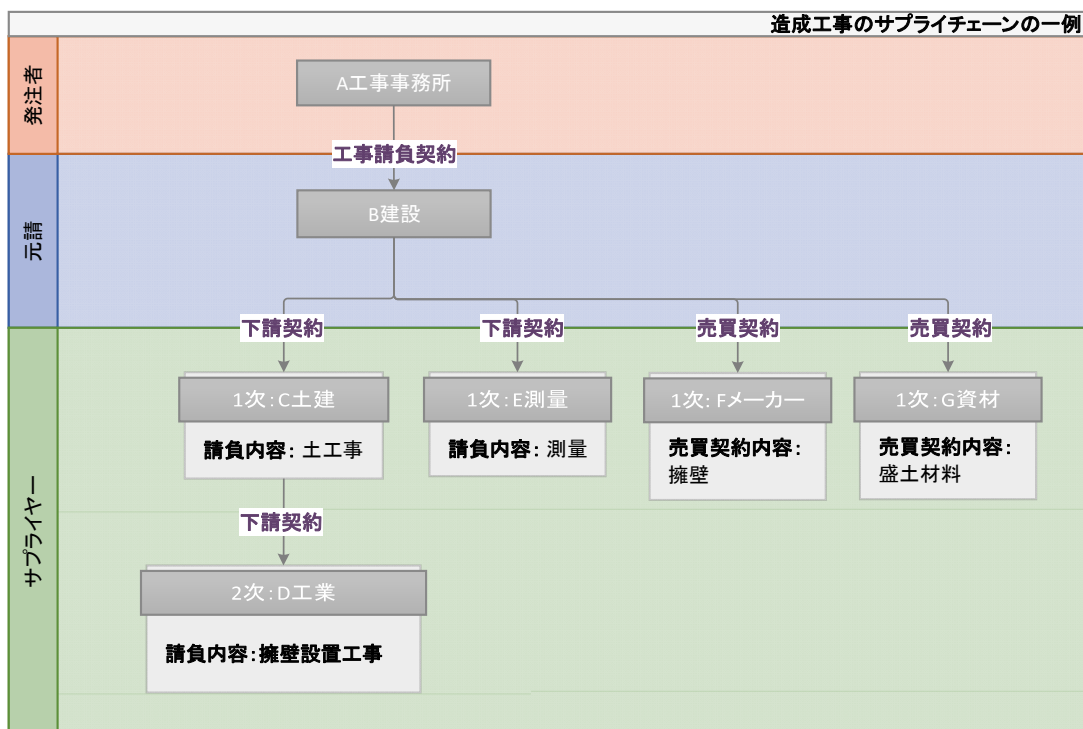 造成工事のサプライチェーンの一例
発注者
A工事事務所
工事請負契約
元請
B建設
下請契約
下請契約
売買契約
売買契約
サプライヤー
1次：C土建
請負内容： 土工事
1次：E測量
請負内容： 測量
1次: Fメーカー
売買契約内容：
擁壁
1次：G資材
売買契約内容：
盛土材料
下請契約
2次：D工業
請負内容：擁壁設置工事